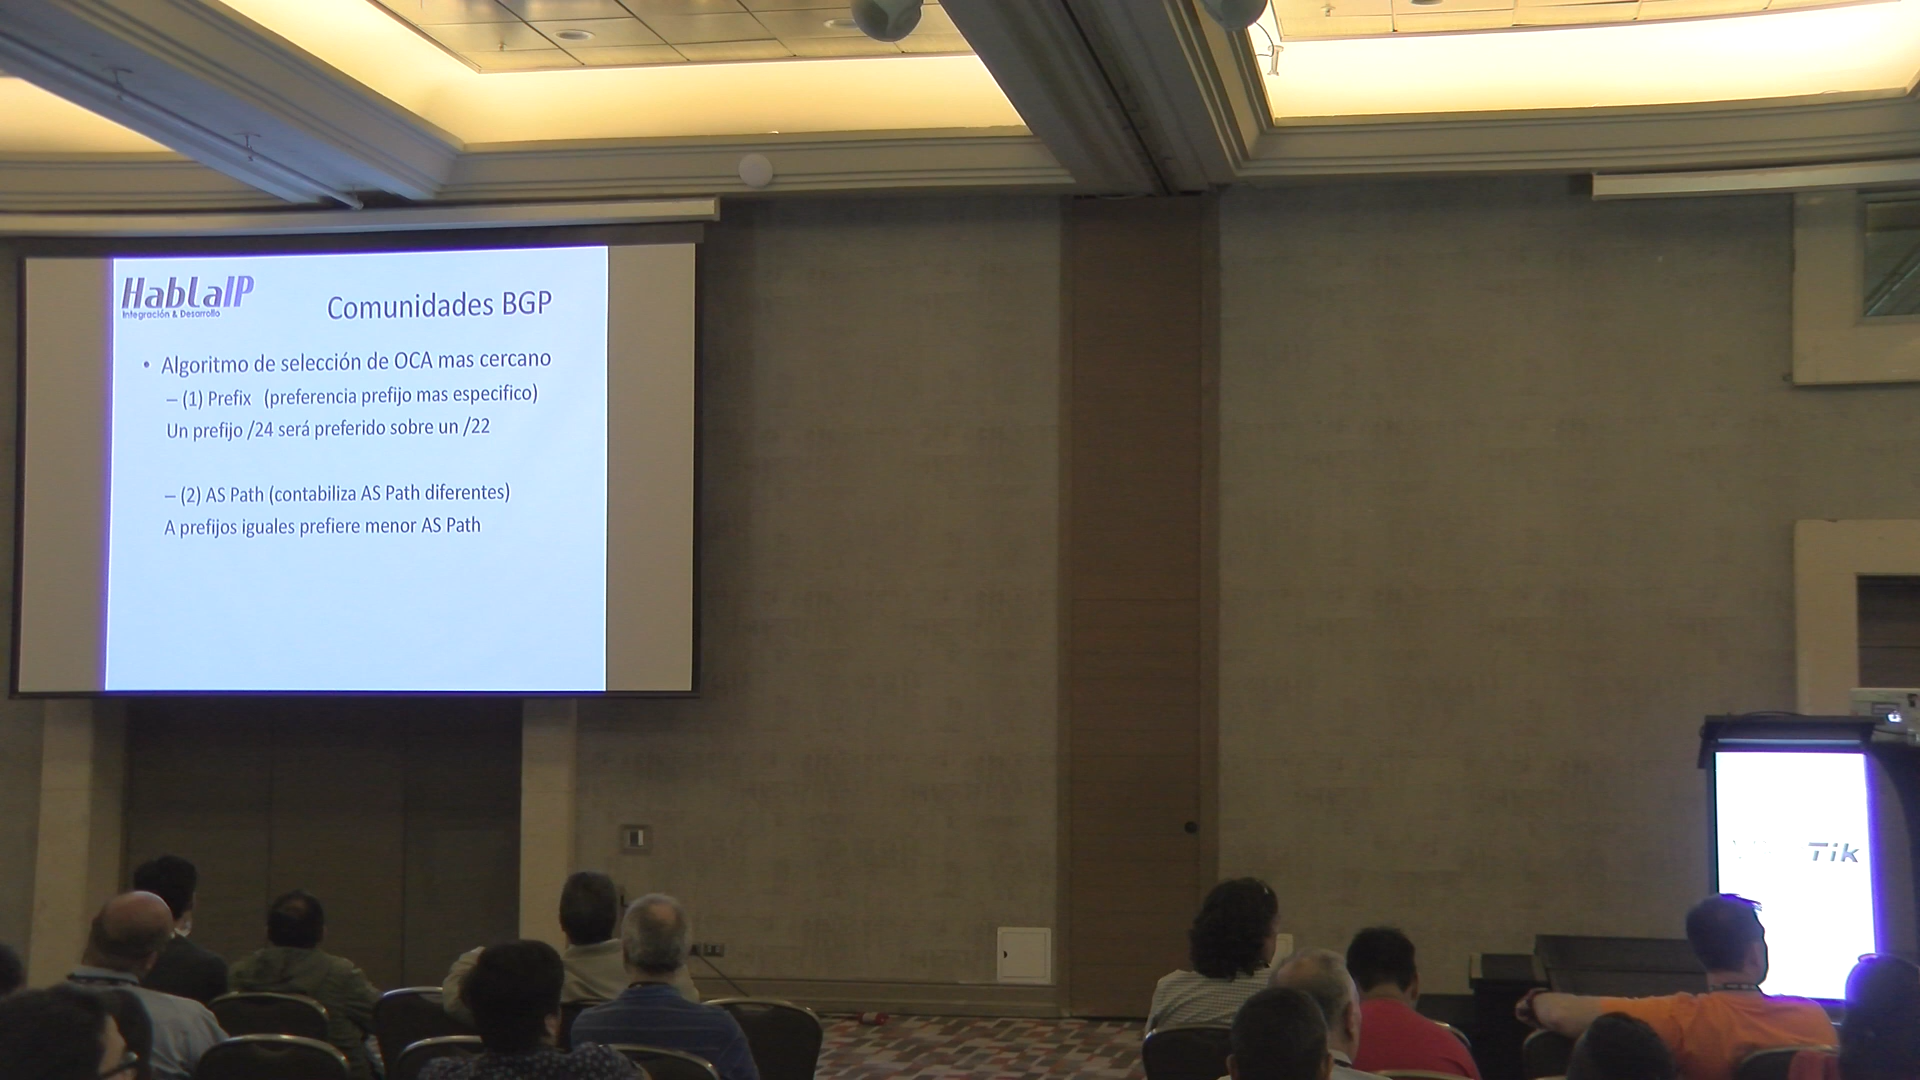 HablaIP
Integración & Desarrollo
Comunidades BGP
• Algoritmo de selección de OCA mas cercano
– (1) Prefix (preferencia prefijo mas especifico)
Un prefijo /24 será preferido sobre un /22
– (2) AS Path (contabiliza AS Path diferentes)
A prefijos iguales prefiere menor AS Path
Tik